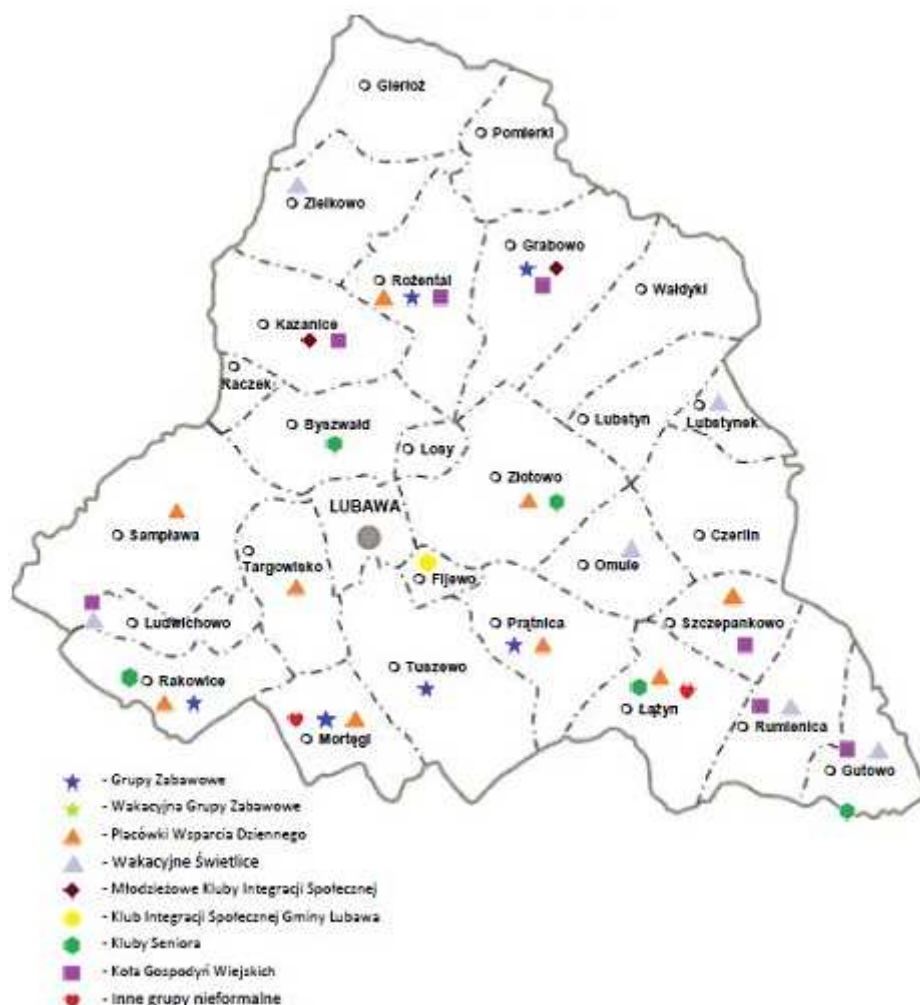 Gierłoż
Pomierki
Zielkowo
Grabowo
Rożental
Wałdyki
Kazanice
Raczek
Byszwałd
Lubstyn
Lubstynek
Losy
Złotowo
LUBAWA
Sampława
Czerlin
Targowisko
Omule
Fijewo
Ludwichowo
Prątnica
Szczepankowo
Tuszewo
Rakowice
Łążyn
Rumienica
Mortęgi
Gutowo
- Grupy Zabawowe
- Wakacyjna Grupy Zabawowe
- Placówki Wsparcia Dziennego
- Wakacyjne Świetlice
- Młodzieżowe Kluby Integracji Społecznej
- Klub Integracji Społecznej Gminy Lubawa
- Kluby Seniora
- Koła Gospodyń Wiejskich
- Inne grupy nieformalne